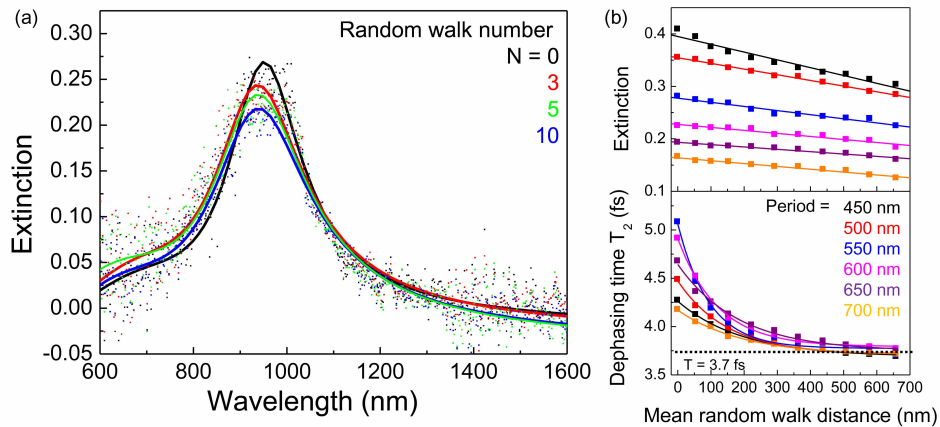 (a)
Random walk number
N = 0
3
5
10
0.30
0.25
0.20
0.15
0.10
0.05
0.00
-0.05
Extinction
600 800 1000 1200 1400 1600
Wavelength (nm)
(b)
0.4
0.3
0.2
0.1
Extinction
Period = 450 nm
500 nm
550 nm
600 nm
650 nm
700 nm
5.0
4.5
4.0
3.5
Dephasing time T2 (fs)
T = 3.7 fs
0 100 200 300 400 500 600 700
Mean random walk distance (nm)